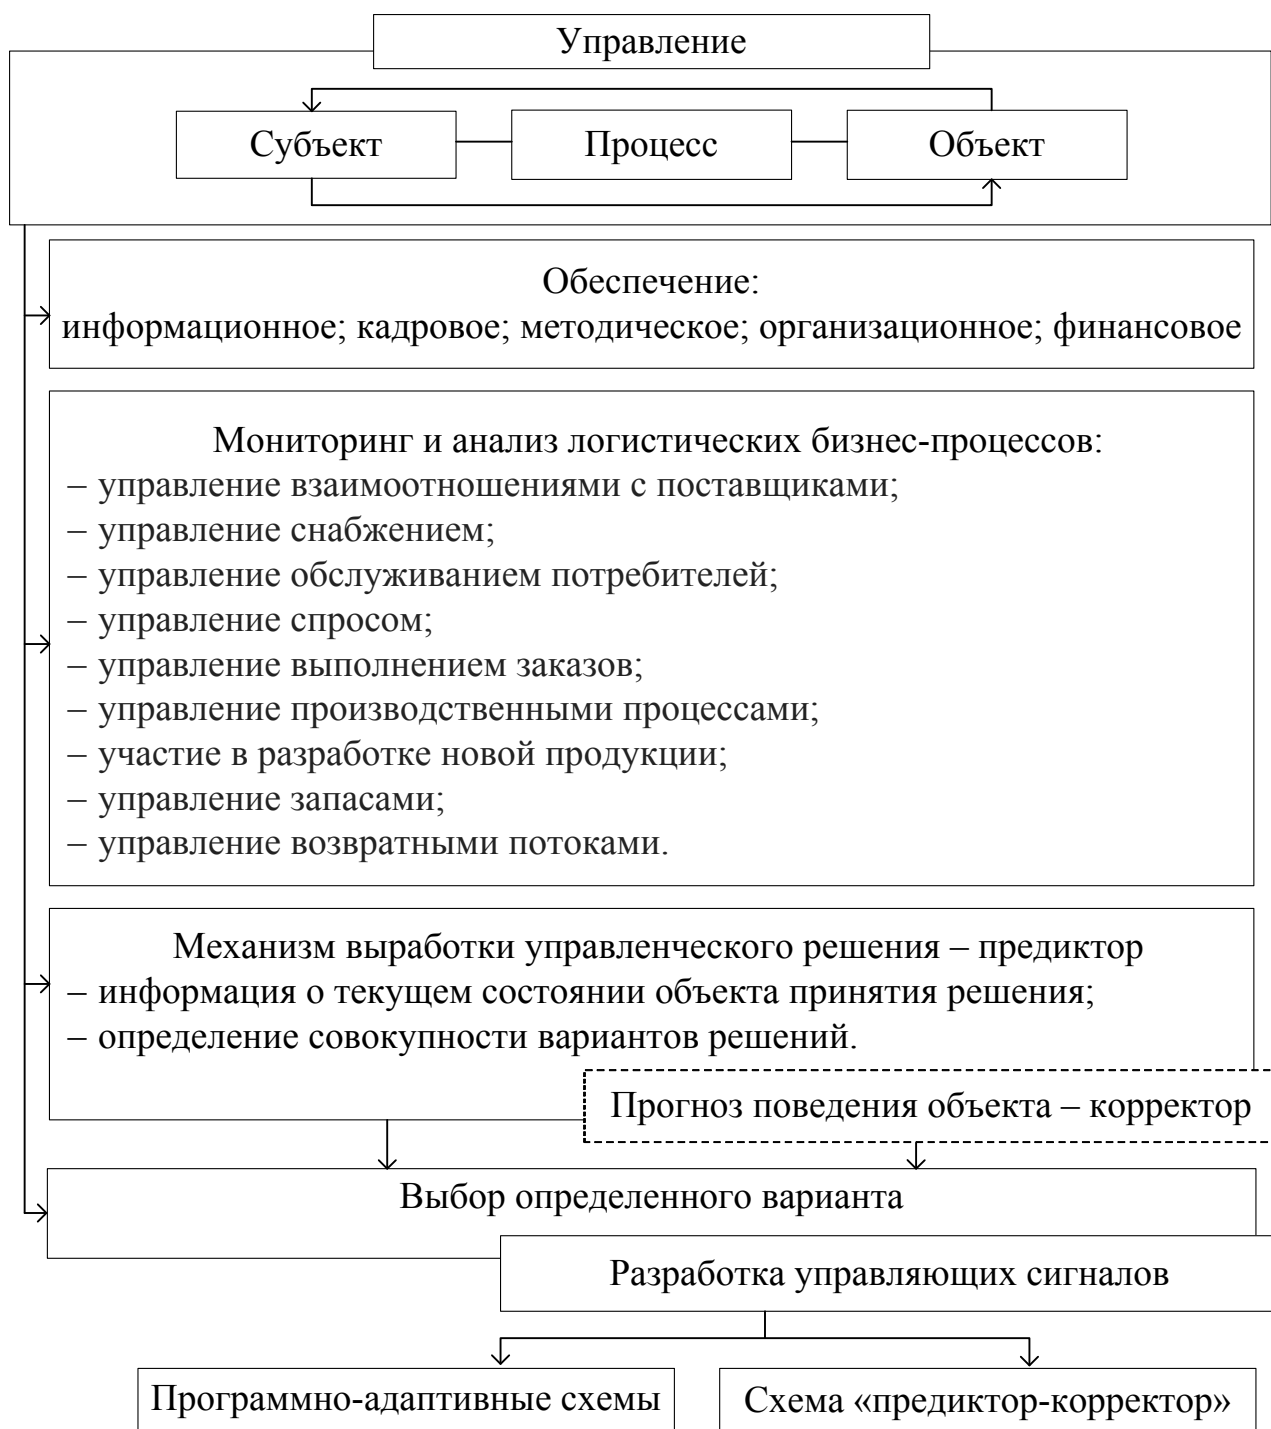 Управление
Субъект
Процесс
Объект
Обеспечение:
информационное; кадровое; методическое; организационное; финансовое
Мониторинг и анализ логистических бизнес-процессов:
– управление взаимоотношениями с поставщиками;
– управление снабжением;
– управление обслуживанием потребителей;
– управление спросом;
– управление выполнением заказов;
– управление производственными процессами;
– участие в разработке новой продукции;
– управление запасами;
– управление возвратными потоками.
Механизм выработки управленческого решения – предиктор
– информация о текущем состоянии объекта принятия решения;
– определение совокупности вариантов решений.
Прогноз поведения объекта – корректор
Выбор определенного варианта
Разработка управляющих сигналов
Программно-адаптивные схемы
Схема «предиктор-корректор»